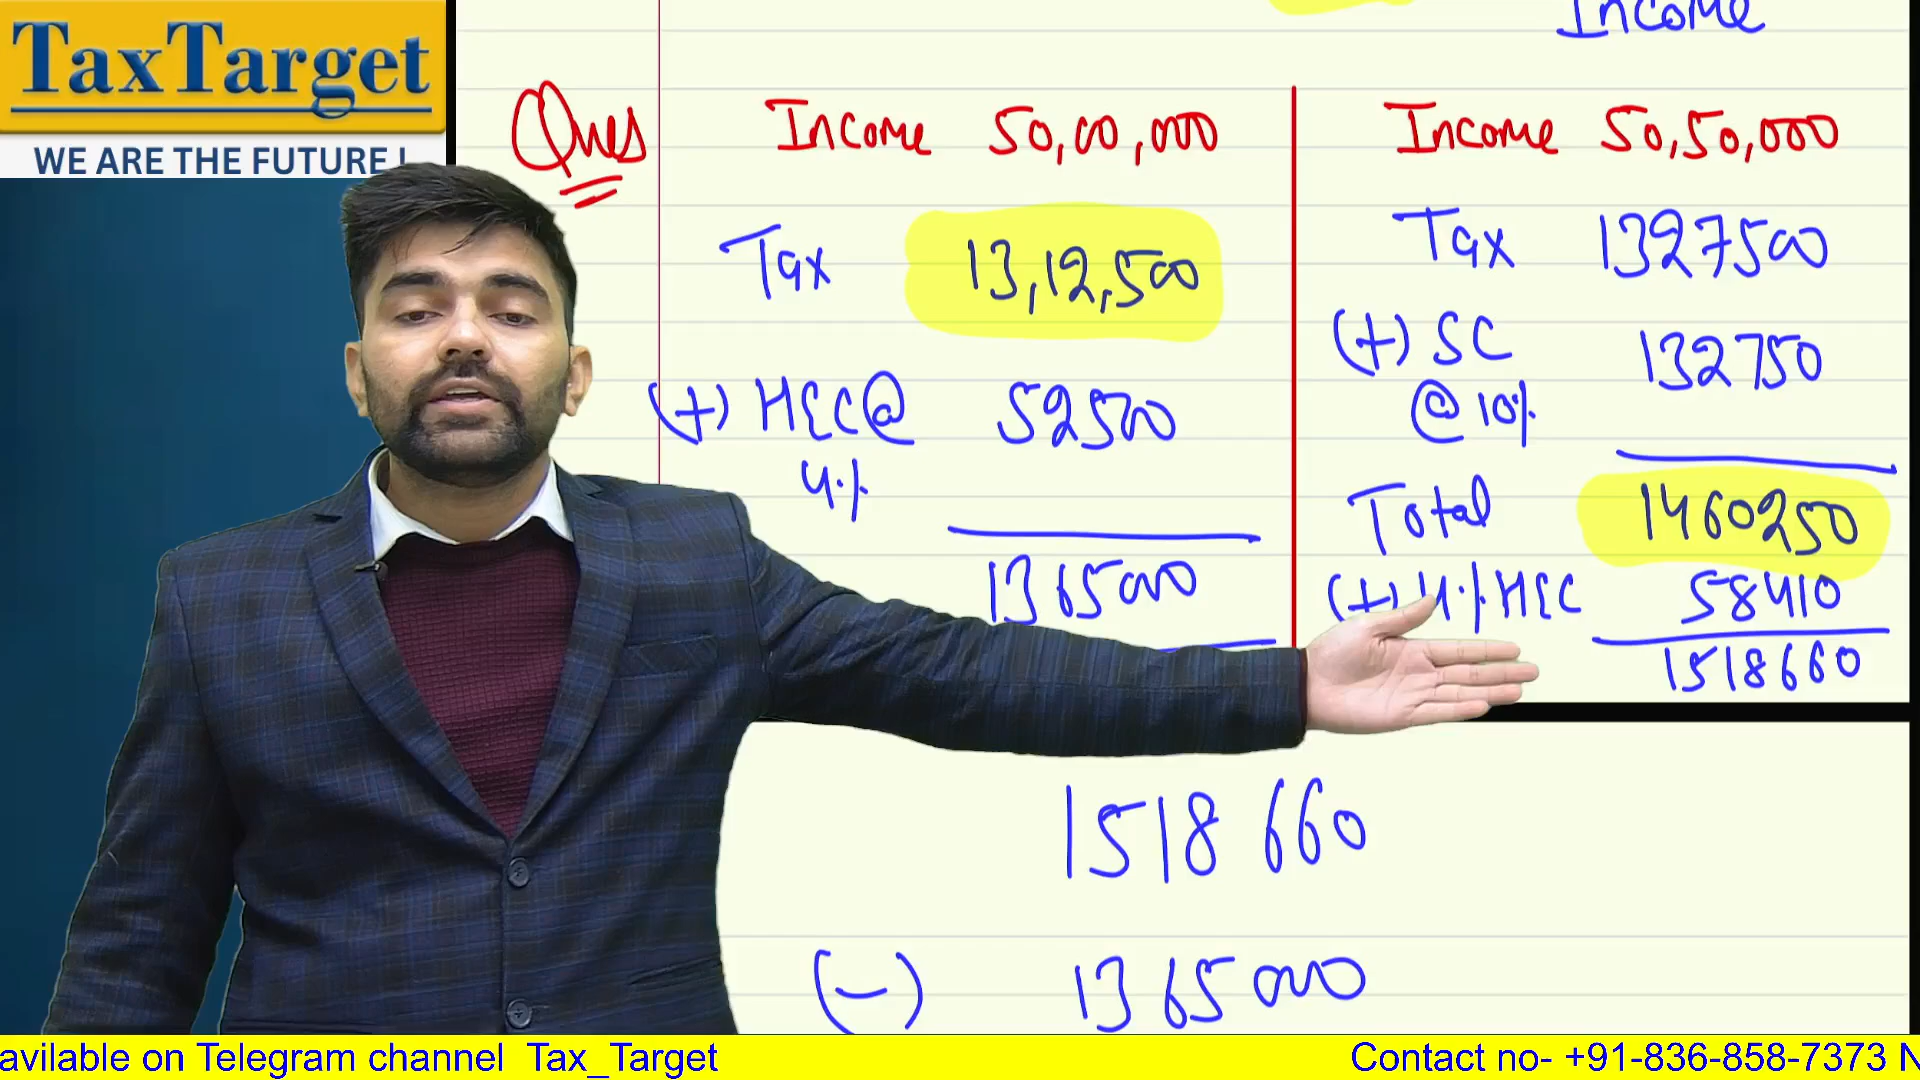 TaxTarget
WE ARE THE FUTURE !
Income
Ques
Income 50,00,000
Tax 13,12,500
(+) HEC@ 52500
4%
1365000
Income 50,50,000
Tax 1327500
(+) SC 132750
@ 10%
Total 1460250
(+) 4% HEC 58410
1518660
1518660
(-) 1365000
avilable on Telegram channel Tax_Target
Contact no- +91-836-858-7373 N